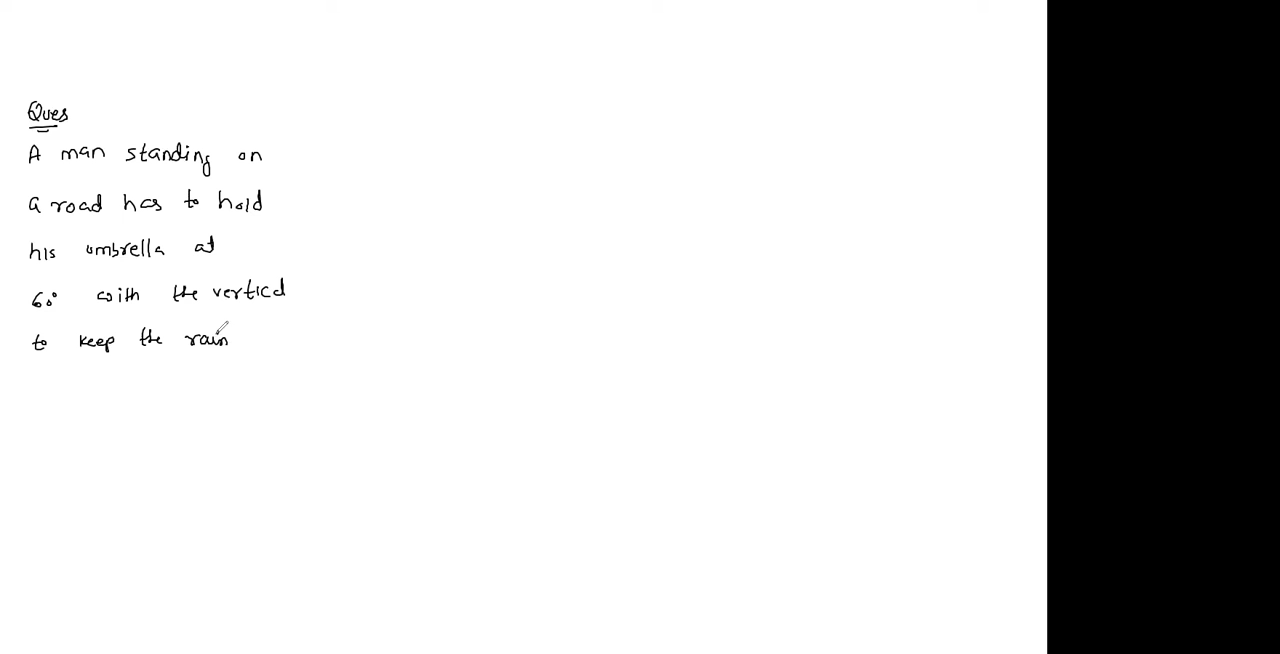 Ques
A man standing on
a road has to hold
his umbrella at
60° with the vertical
to keep the rain